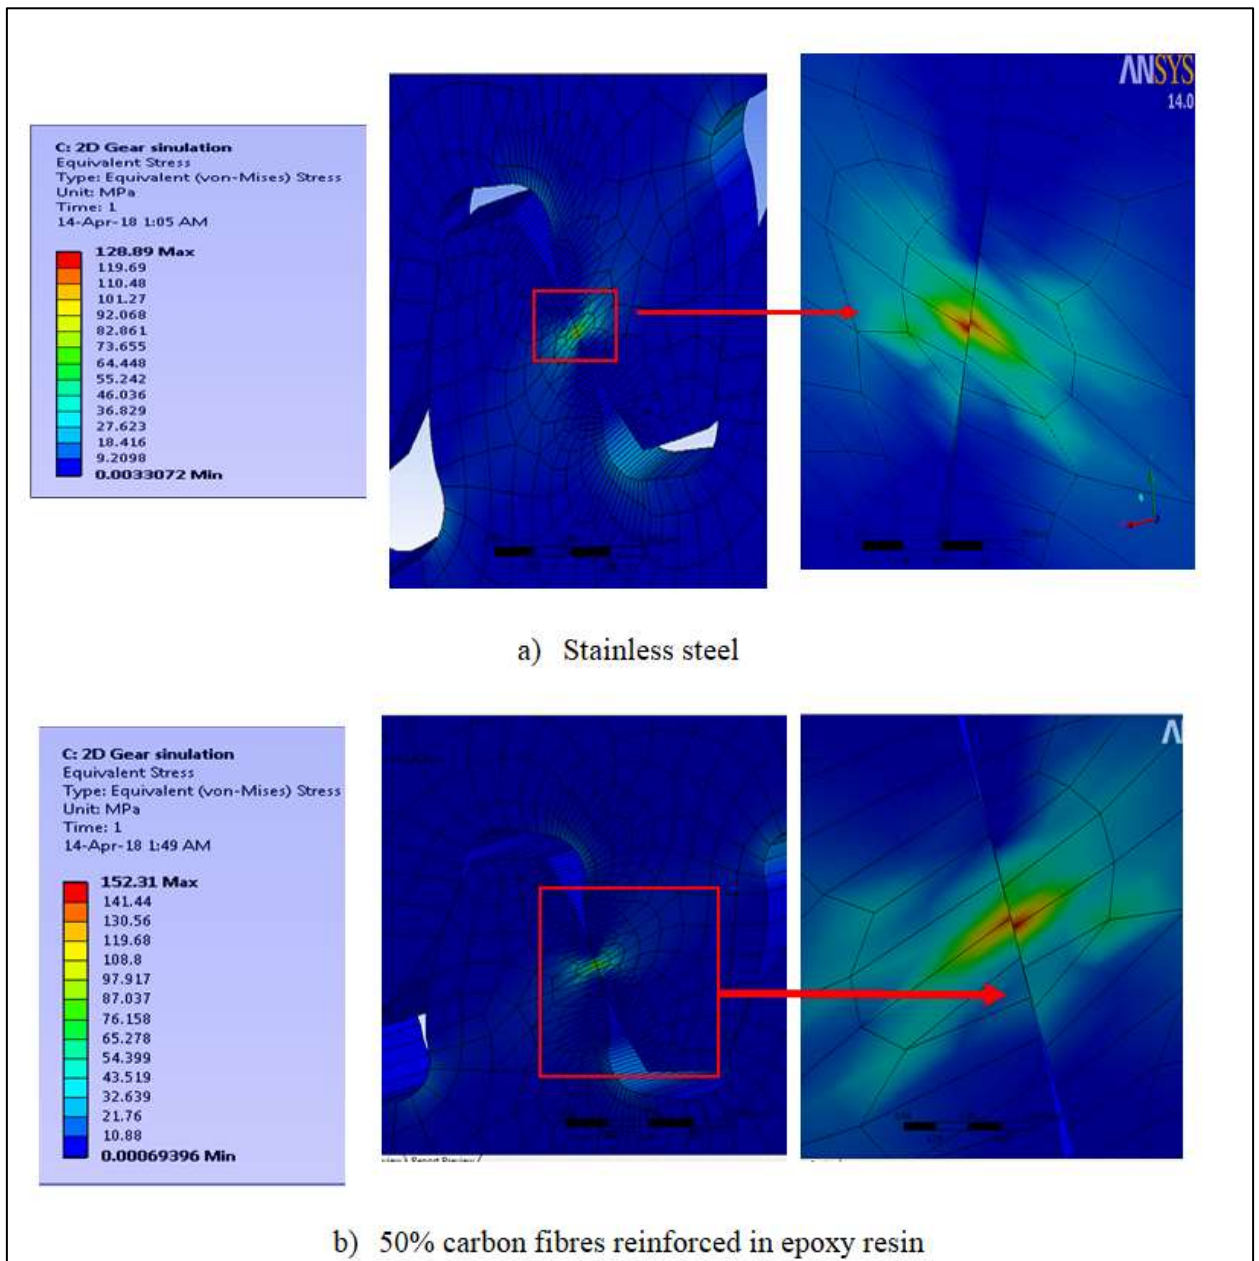 C: 2D Gear simulation
Equivalent Stress
Type: Equivalent (von-Mises) Stress
Unit: MPa
Time: 1
14-Apr-18 1:05 AM
128.89 Max
119.69
110.48
101.27
92.068
82.861
73.655
64.448
55.242
46.036
36.829
27.623
18.416
9.2098
0.0033072 Min
ANSYS
14.0
a) Stainless steel
C: 2D Gear sinulation
Equivalent Stress
Type: Equivalent (von-Mises) Stress
Unit: MPa
Time: 1
14-Apr-18 1:49 AM
152.31 Max
141.44
130.56
119.68
108.8
97.917
87.037
76.158
65.278
54.399
43.519
32.639
21.76
10.88
0.00069396 Min
b) 50% carbon fibres reinforced in epoxy resin